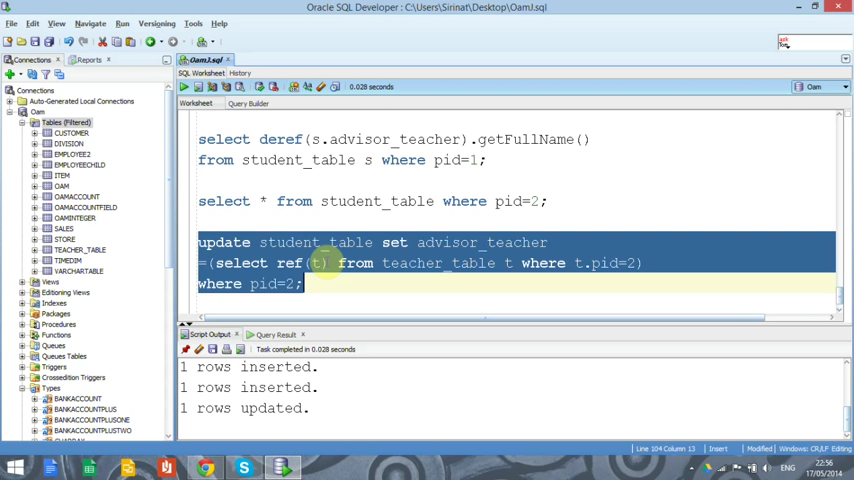 Oracle SQL Developer : C:\Users\Sirinat\Desktop\OamJ.sql
File Edit View Navigate Run Versioning Tools Help
Connections Reports OamJ.sql
SQL Worksheet History
0.028 seconds Oam
Worksheet Query Builder
Connections
Auto-Generated Local Connections
Oam
Tables (Filtered)
CUSTOMER
DIVISION
EMPLOYEE2
EMPLOYEECHILD
ITEM
OAM
OAMACCOUNT
OAMACCOUNTFIELD
OAMINTEGER
SALES
STORE
TEACHER_TABLE
TIMEDIM
VARCHARTABLE
Views
Editioning Views
Indexes
Packages
Procedures
Functions
Queues
Queues Tables
Triggers
Crossedition Triggers
Types
BANKACCOUNT
BANKACCOUNTPLUS
BANKACCOUNTPLUSONE
BANKACCOUNTPLUSTWO
select deref(s.advisor_teacher).getFullName()
from student_table s where pid=1;
select * from student_table where pid=2;
update student_table set advisor_teacher
=(select ref(t) from teacher_table t where t.pid=2)
where pid=2;
Script Output Query Result
Task completed in 0.028 seconds
1 rows inserted.
1 rows inserted.
1 rows updated.
Line 104 Column 13 Insert Modified Windows: CR/LF Editing
ENG
22:56
17/05/2014